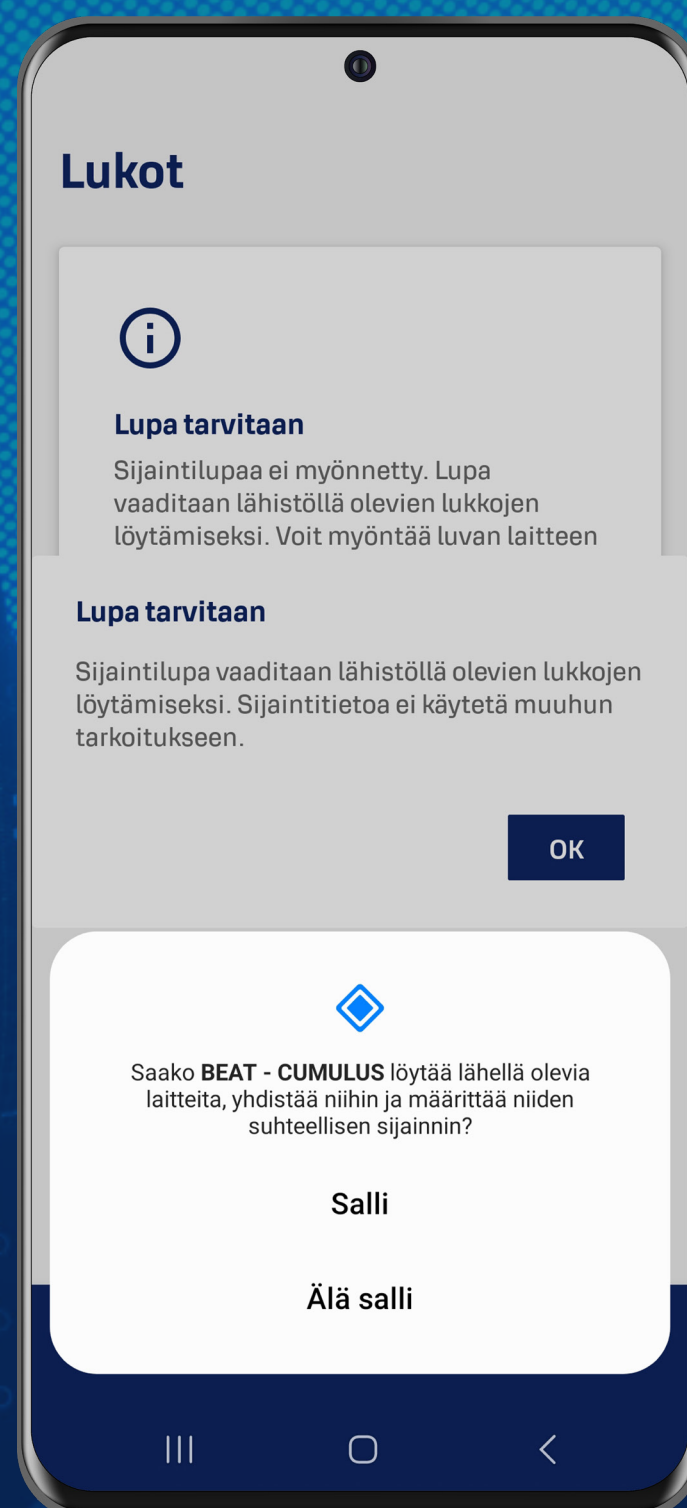 Lukot
Lupa tarvitaan
Sijaintilupaa ei myönnetty. Lupa
vaaditaan lähistöllä olevien lukkojen
löytämiseksi. Voit myöntää luvan laitteen
Lupa tarvitaan
Sijaintilupa vaaditaan lähistöllä olevien lukkojen
löytämiseksi. Sijaintitietoa ei käytetä muuhun
tarkoitukseen.
OK
Saako BEAT - CUMULUS löytää lähellä olevia
laitteita, yhdistää niihin ja määrittää niiden
suhteellisen sijainnin?
Salli
Älä salli